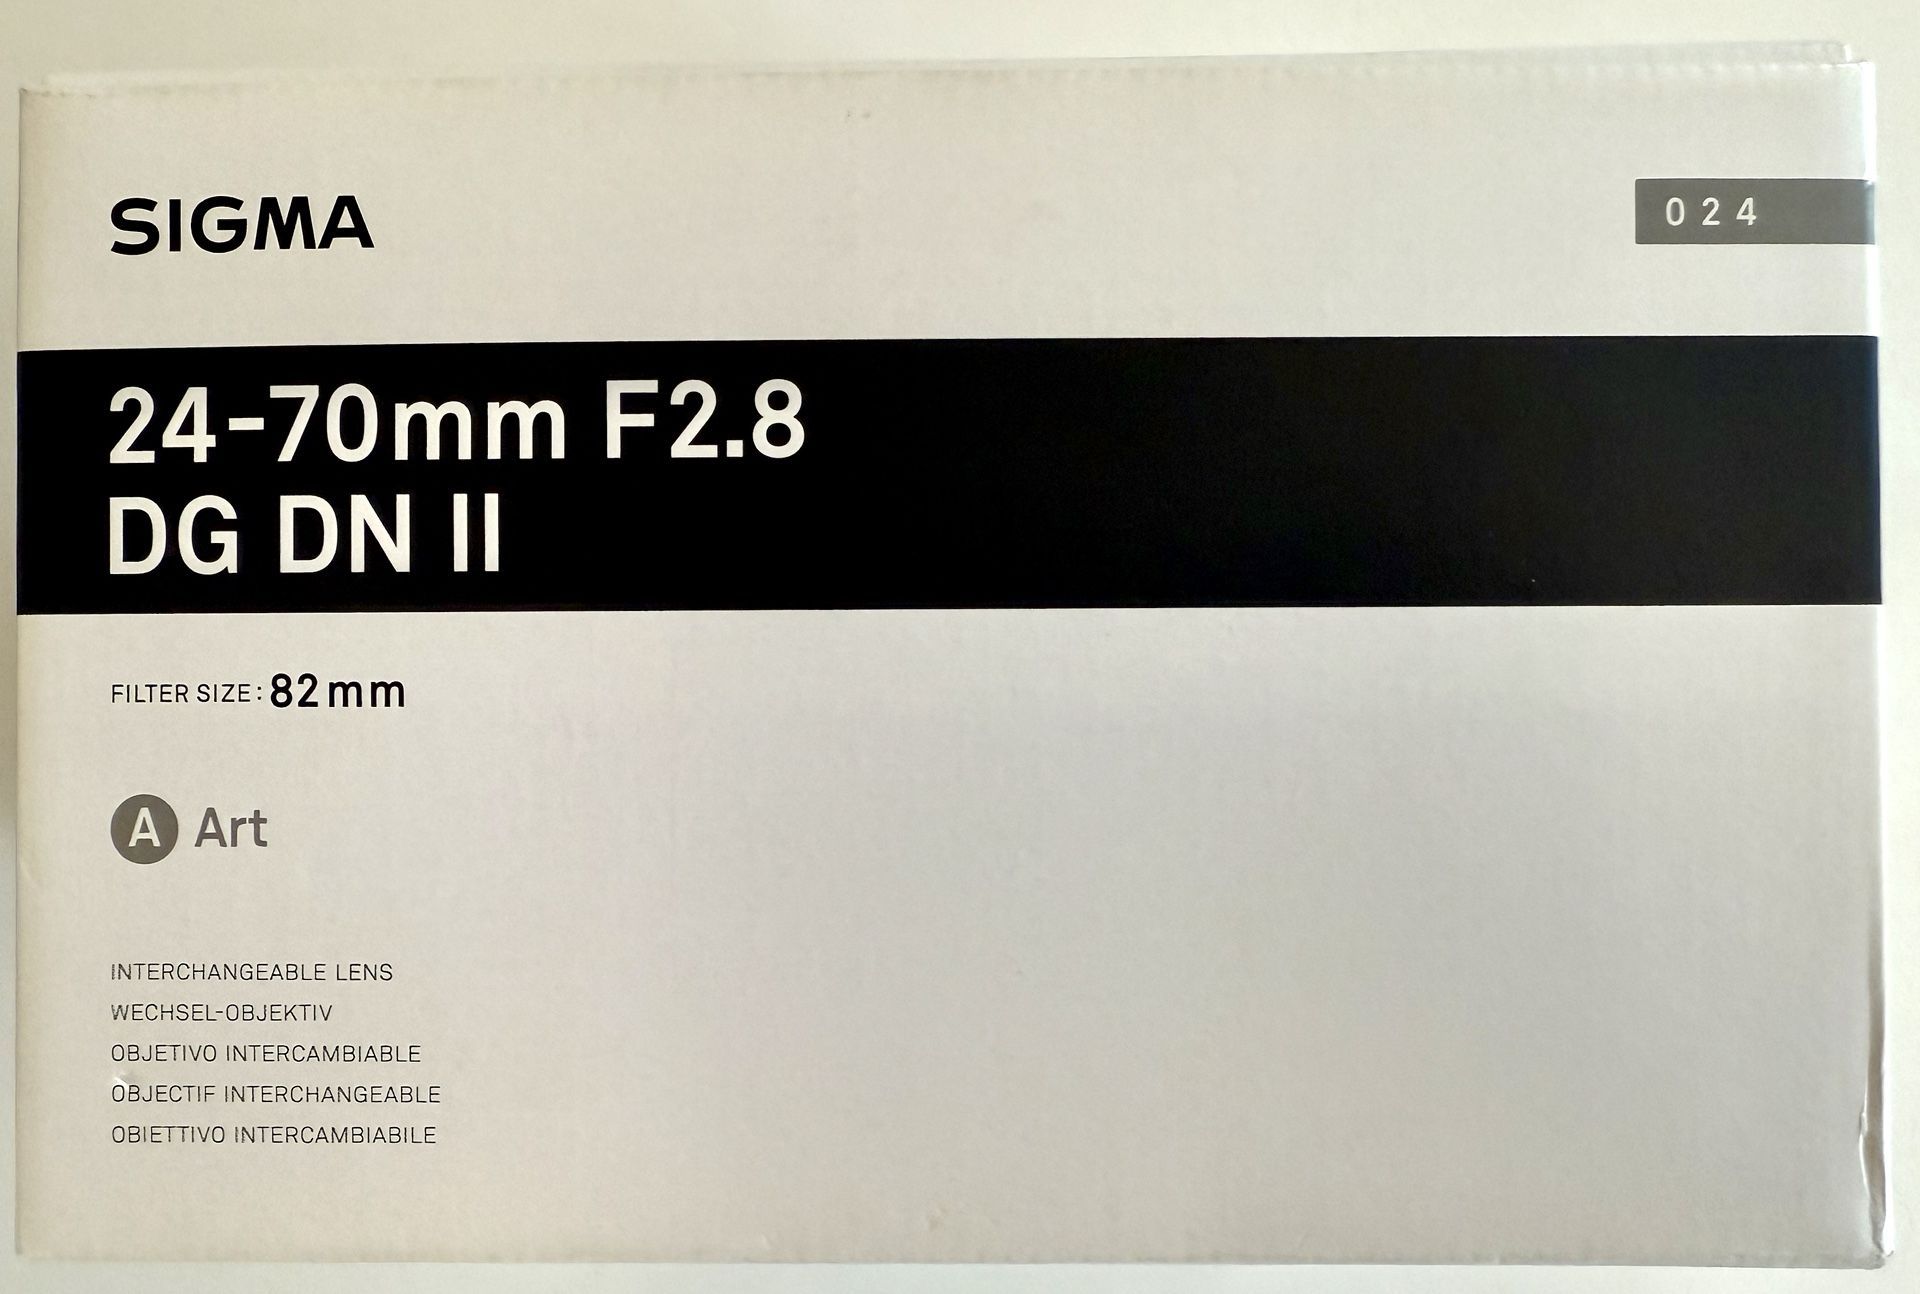 SIGMA
024
24-70mm F2.8
DG DN II
FILTER SIZE: 82mm
A Art
INTERCHANGEABLE LENS
WECHSEL-OBJEKTIV
OBJETIVO INTERCAMBIABLE
OBJECTIF INTERCHANGEABLE
OBIETTIVO INTERCAMBIABILE